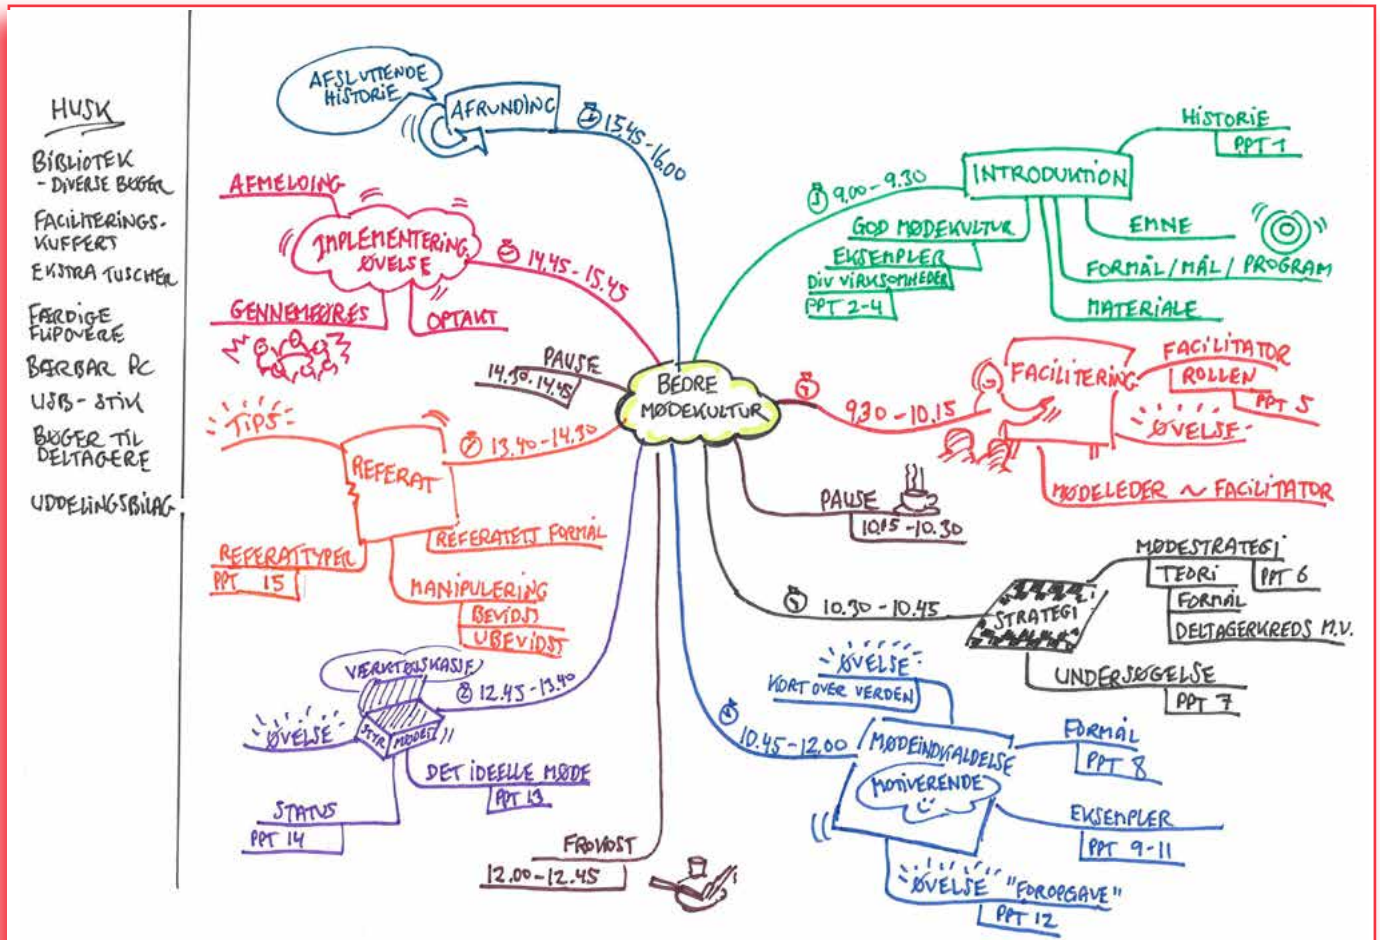 HUSK
BIBLIOTEK
- DIVERSE BØGER
FACILITERINGS-
KUFFERT
EKSTRA TUSCHER
FÆRDIGE
FLIPOVERE
BÆRBAR PC
USB-STIK
BØGER TIL
DELTAGERE
UDDELINGSBILAG
BEDRE
MØDEKULTUR
9.00-9.30
INTRODUKTION
HISTORIE
PPT 1
EMNE
FORMÅL/MÅL/PROGRAM
MATERIALE
GOD MØDEKULTUR
EKSEMPLER
DIV VIRKSOMHEDER
PPT 2-4
9.30-10.15
FACILITERING
FACILITATOR
ROLLEN
PPT 5
ØVELSE
MØDELEDER ~ FACILITATOR
PAUSE
10.15-10.30
10.30-10.45
STRATEGI
MØDESTRATEGI
TEORI
PPT 6
FORMÅL
DELTAGERKREDS M.V.
UNDERSØGELSE
PPT 7
10.45-12.00
MØDEINDKALDELSE
MOTIVERENDE
ØVELSE
KORT OVER VERDEN
FORMÅL
PPT 8
EKSEMPLER
PPT 9-11
ØVELSE "FOROPGAVE"
PPT 12
FROKOST
12.00-12.45
12.45-13.40
VÆRKTØJSKASSE
STYR
MØDET
ØVELSE
DET IDEELLE MØDE
PPT 13
STATUS
PPT 14
13.40-14.30
REFERAT
TIPS
REFERATETS FORMÅL
REFERATTYPER
PPT 15
MANIPULERING
BEVIDST
UBEVIDST
PAUSE
14.30-14.45
14.45-15.45
IMPLEMENTERING
ØVELSE
AFMELDING
GENNEMFØRES
OPTAKT
15.45-16.00
AFRUNDING
AFSLUTTENDE
HISTORIE